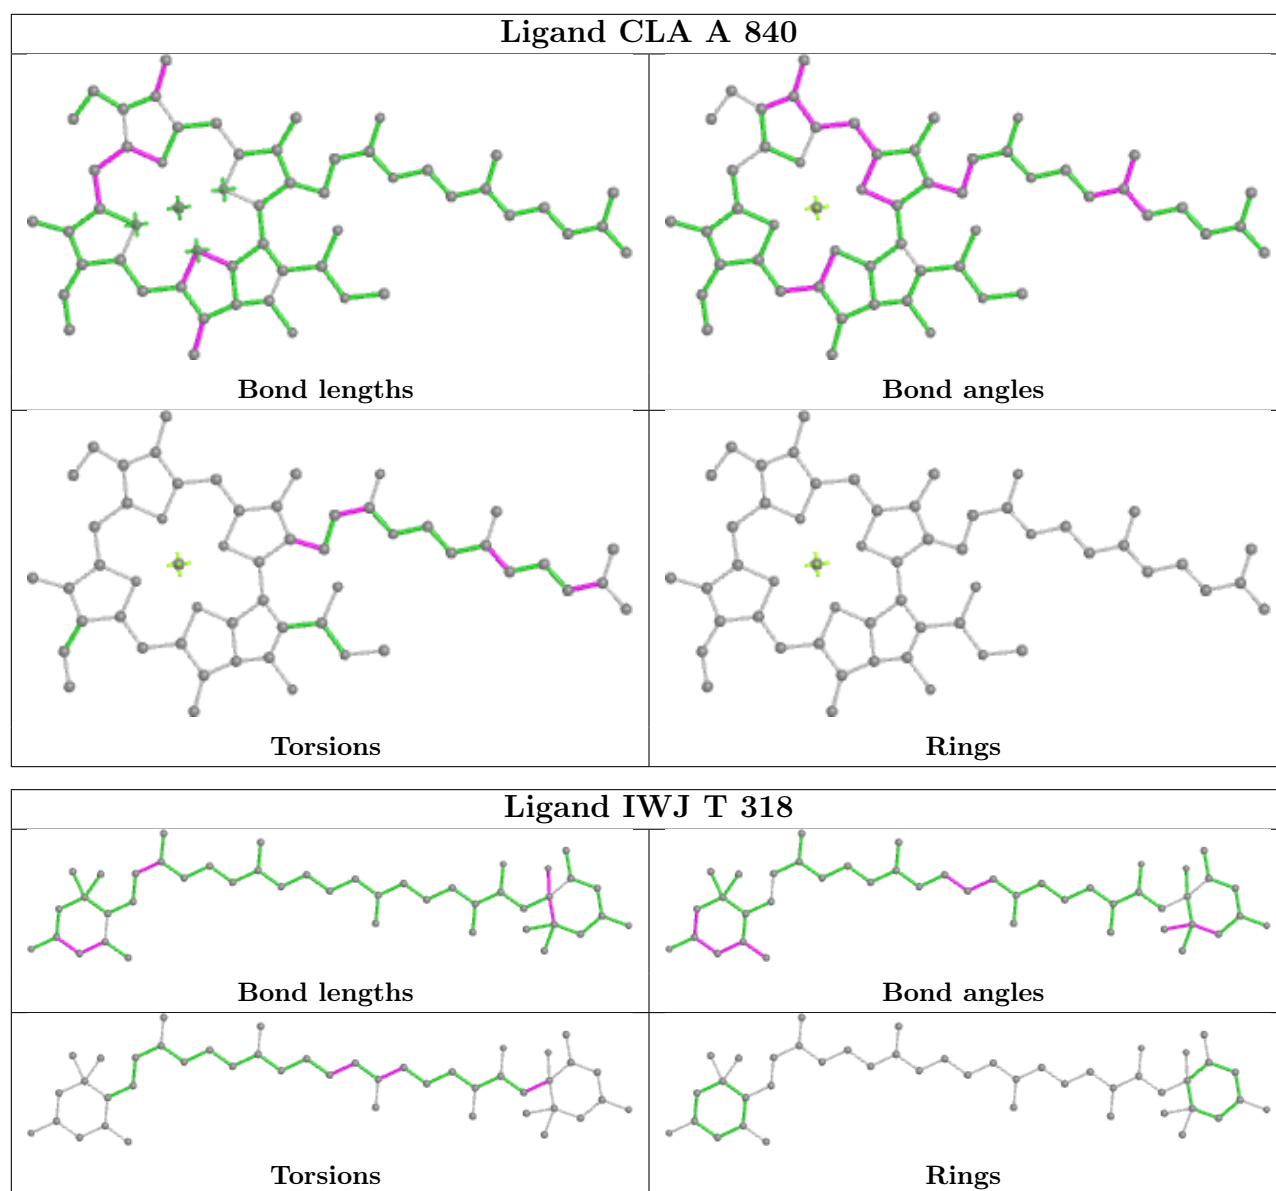 Ligand CLA A 840
Bond lengths
Bond angles
Torsions
Rings
Ligand IWJ T 318
Bond lengths
Bond angles
Torsions
Rings